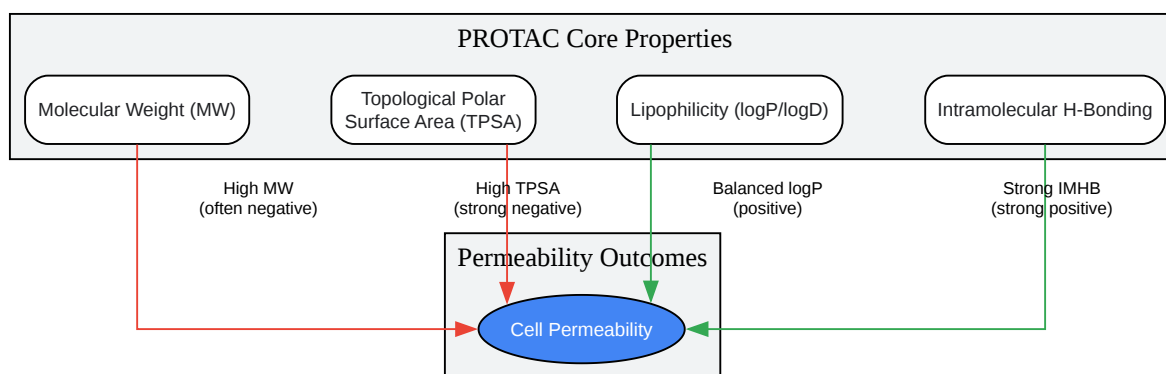 PROTAC Core Properties
Molecular Weight (MW)
Topological Polar
Surface Area (TPSA)
Lipophilicity (logP/logD)
Intramolecular H-Bonding
High MW
(often negative)
High TPSA
(strong negative)
Balanced logP
(positive)
Strong IMHB
(strong positive)
Permeability Outcomes
Cell Permeability